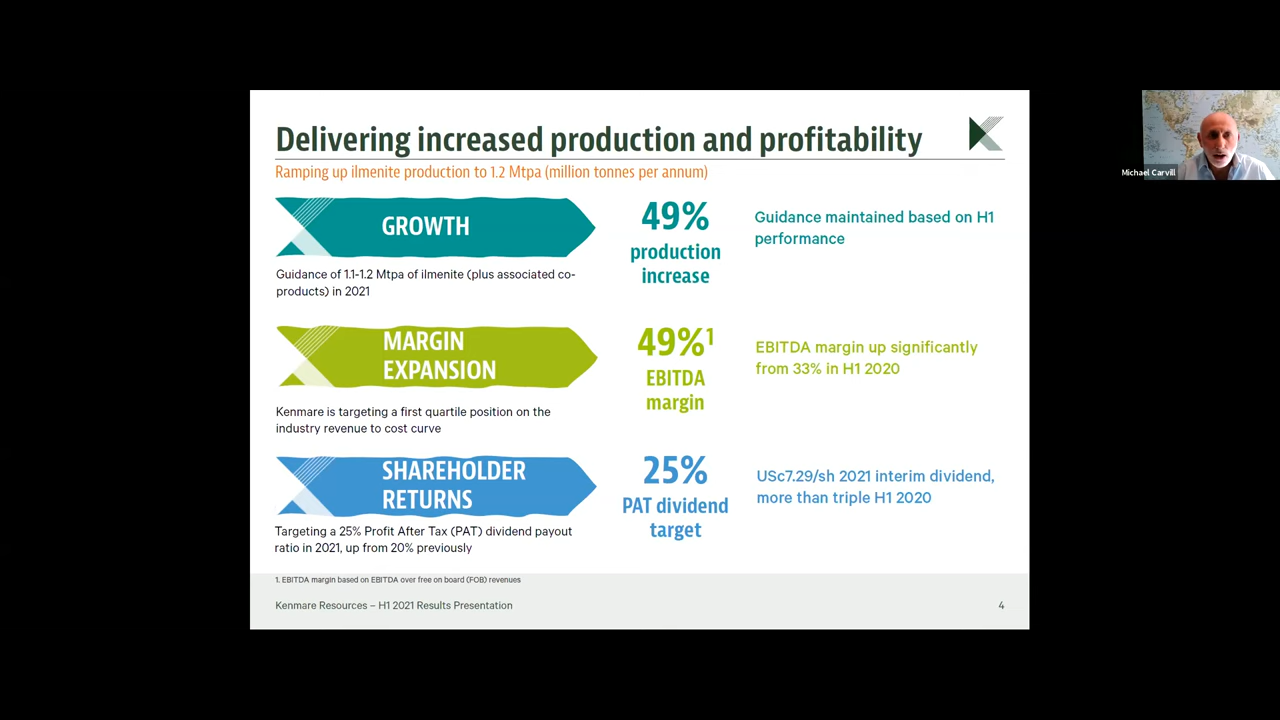 Delivering increased production and profitability
Ramping up ilmenite production to 1.2 Mtpa (million tonnes per annum)
GROWTH
49%
production
increase
Guidance maintained based on H1
performance
Guidance of 1.1-1.2 Mtpa of ilmenite (plus associated co-
products) in 2021
MARGIN
EXPANSION
49%¹
EBITDA
margin
EBITDA margin up significantly
from 33% in H1 2020
Kenmare is targeting a first quartile position on the
industry revenue to cost curve
SHAREHOLDER
RETURNS
25%
PAT dividend
target
USc7.29/sh 2021 interim dividend,
more than triple H1 2020
Targeting a 25% Profit After Tax (PAT) dividend payout
ratio in 2021, up from 20% previously
1. EBITDA margin based on EBITDA over free on board (FOB) revenues
Kenmare Resources – H1 2021 Results Presentation
4
Michael Carvill